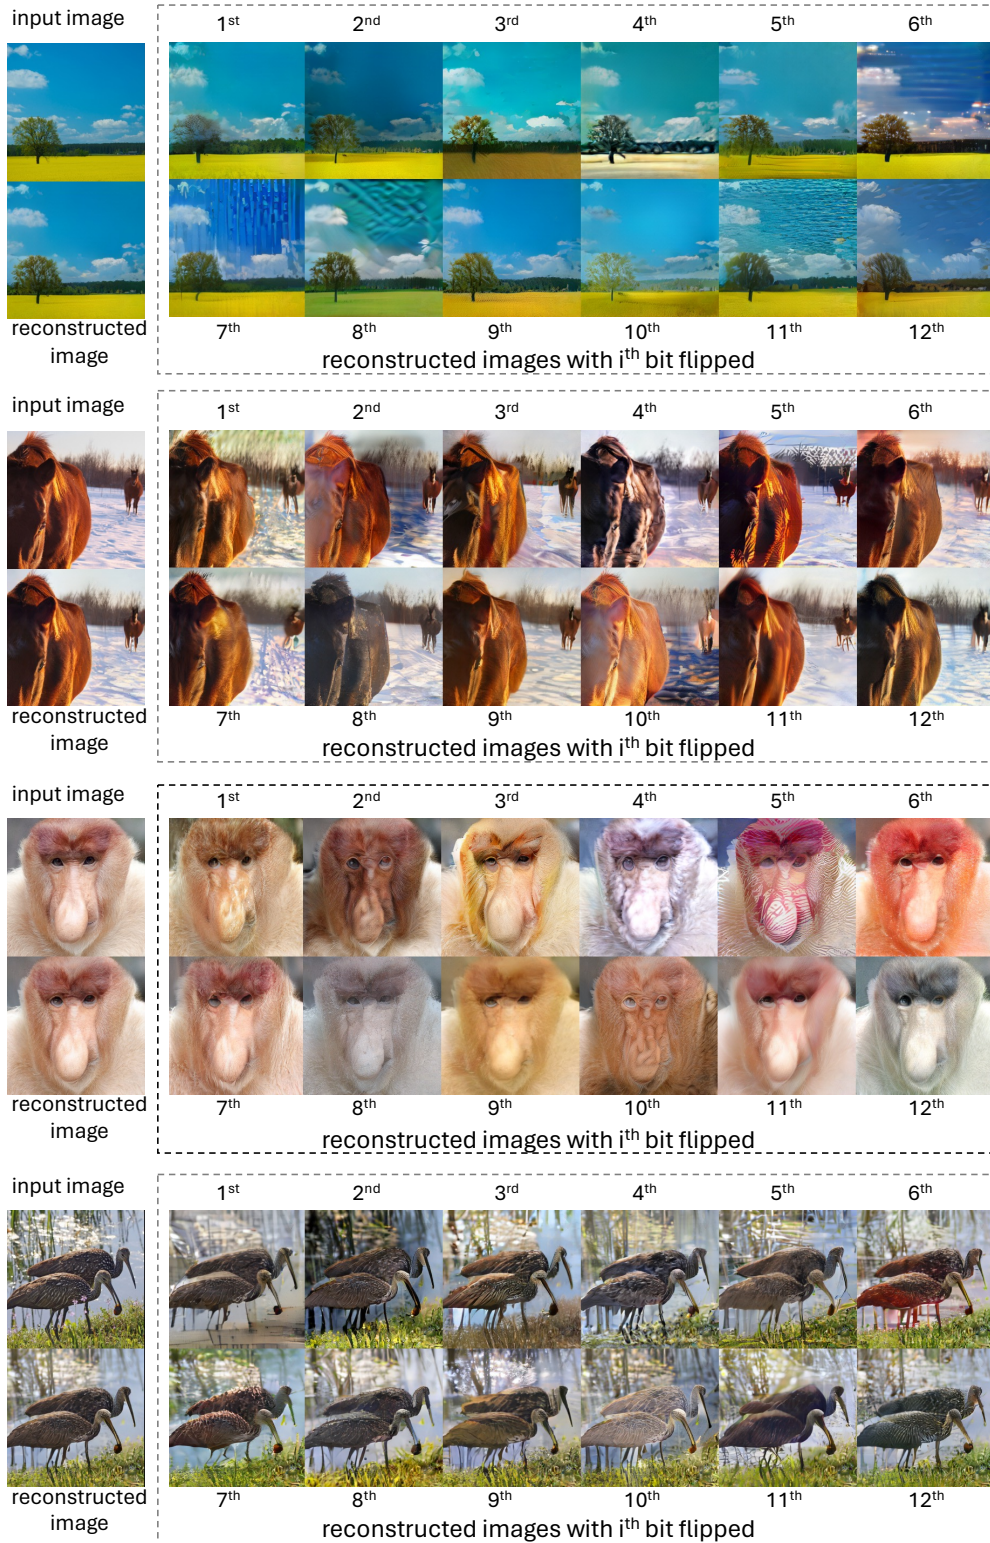 input image
1st 2nd 3rd 4th 5th 6th
reconstructed image
7th 8th 9th 10th 11th 12th
reconstructed images with ith bit flipped
input image
1st 2nd 3rd 4th 5th 6th
reconstructed image
7th 8th 9th 10th 11th 12th
reconstructed images with ith bit flipped
input image
1st 2nd 3rd 4th 5th 6th
reconstructed image
7th 8th 9th 10th 11th 12th
reconstructed images with ith bit flipped
input image
1st 2nd 3rd 4th 5th 6th
reconstructed image
7th 8th 9th 10th 11th 12th
reconstructed images with ith bit flipped